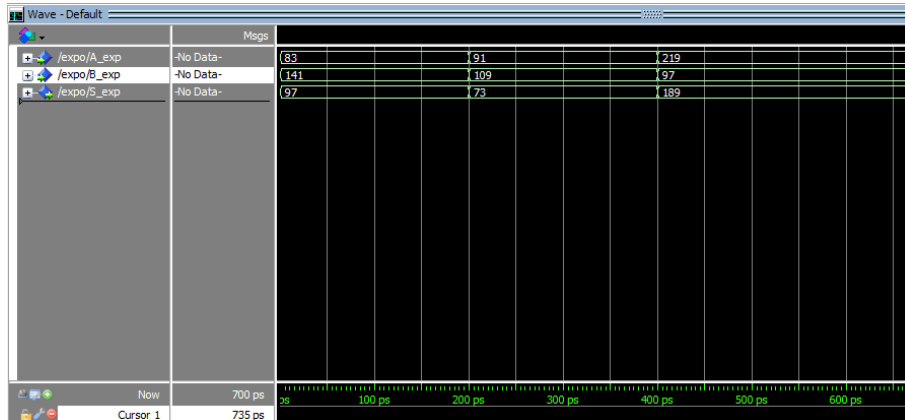 Wave - Default
Msgs
/expo/A_exp -No Data- 83 91 219
/expo/B_exp -No Data- 141 109 97
/expo/S_exp -No Data- 97 73 189
Now 700 ps ps 100 ps 200 ps 300 ps 400 ps 500 ps 600 ps
Cursor 1 735 ps